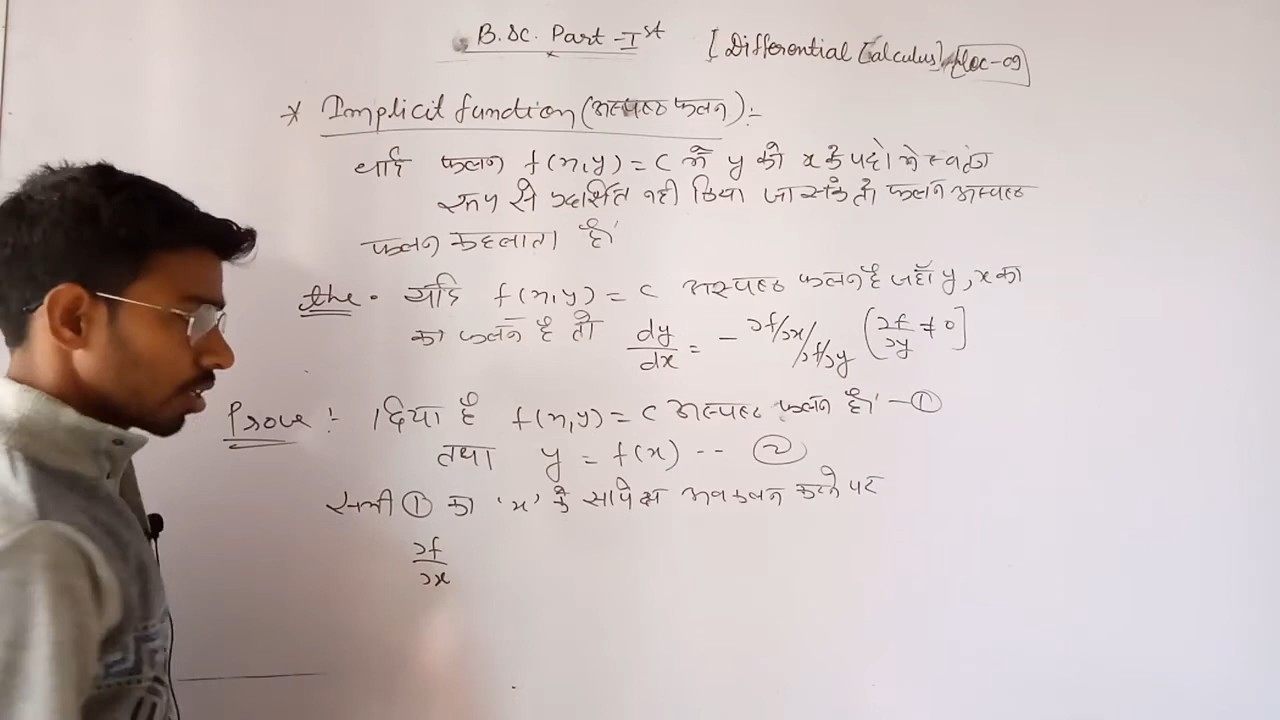 B.Sc. Part-Ist [Differential Calculus] Lec-09
* Implicit function (अस्पष्ट फलन) :-
यदि फलन f(x,y) = c में y को x के पदों में स्वतंत्र
रूप से प्रदर्शित नही किया जा सके तो फलन अस्पष्ट
फलन कहलाता है।
the. यदि f(x,y) = c अस्पष्ट फलन है जहाँ y, x का
का फलन है तो dy/dx = - ∂f/∂x/∂f/∂y (∂f/∂y ≠ 0]
Prove :- दिया है f(x,y) = c अस्पष्ट फलन है। - ①
तथा y = f(x) -- ②
समी ① का 'x' के सापेक्ष अवकलन करने पर
∂f/∂x